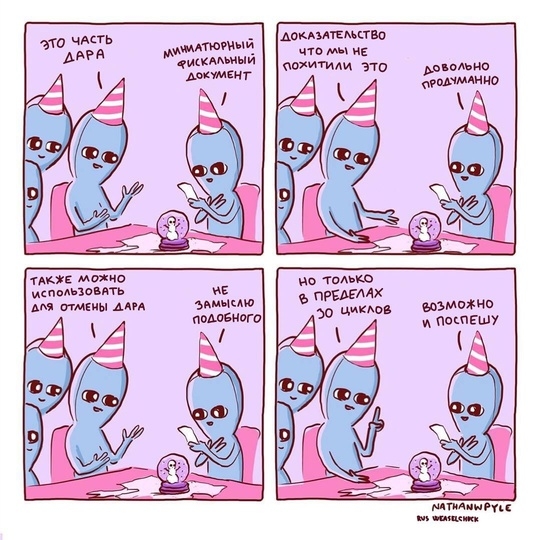 ЭТО ЧАСТЬ
ДАРА
МИНИАТЮРНЫЙ
ФИСКАЛЬНЫЙ
ДОКУМЕНТ
ДОКАЗАТЕЛЬСТВО
ЧТО МЫ НЕ
ПОХИТИЛИ ЭТО
ДОВОЛЬНО
ПРОДУМАННО
ТАКЖЕ МОЖНО
ИСПОЛЬЗОВАТЬ
ДЛЯ ОТМЕНЫ ДАРА
НЕ
ЗАМЫСЛЮ
ПОДОБНОГО
НО ТОЛЬКО
В ПРЕДЕЛАХ
30 ЦИКЛОВ
ВОЗМОЖНО
И ПОСПЕШУ
NATHANWPYLE
RUS WEASELCHICK